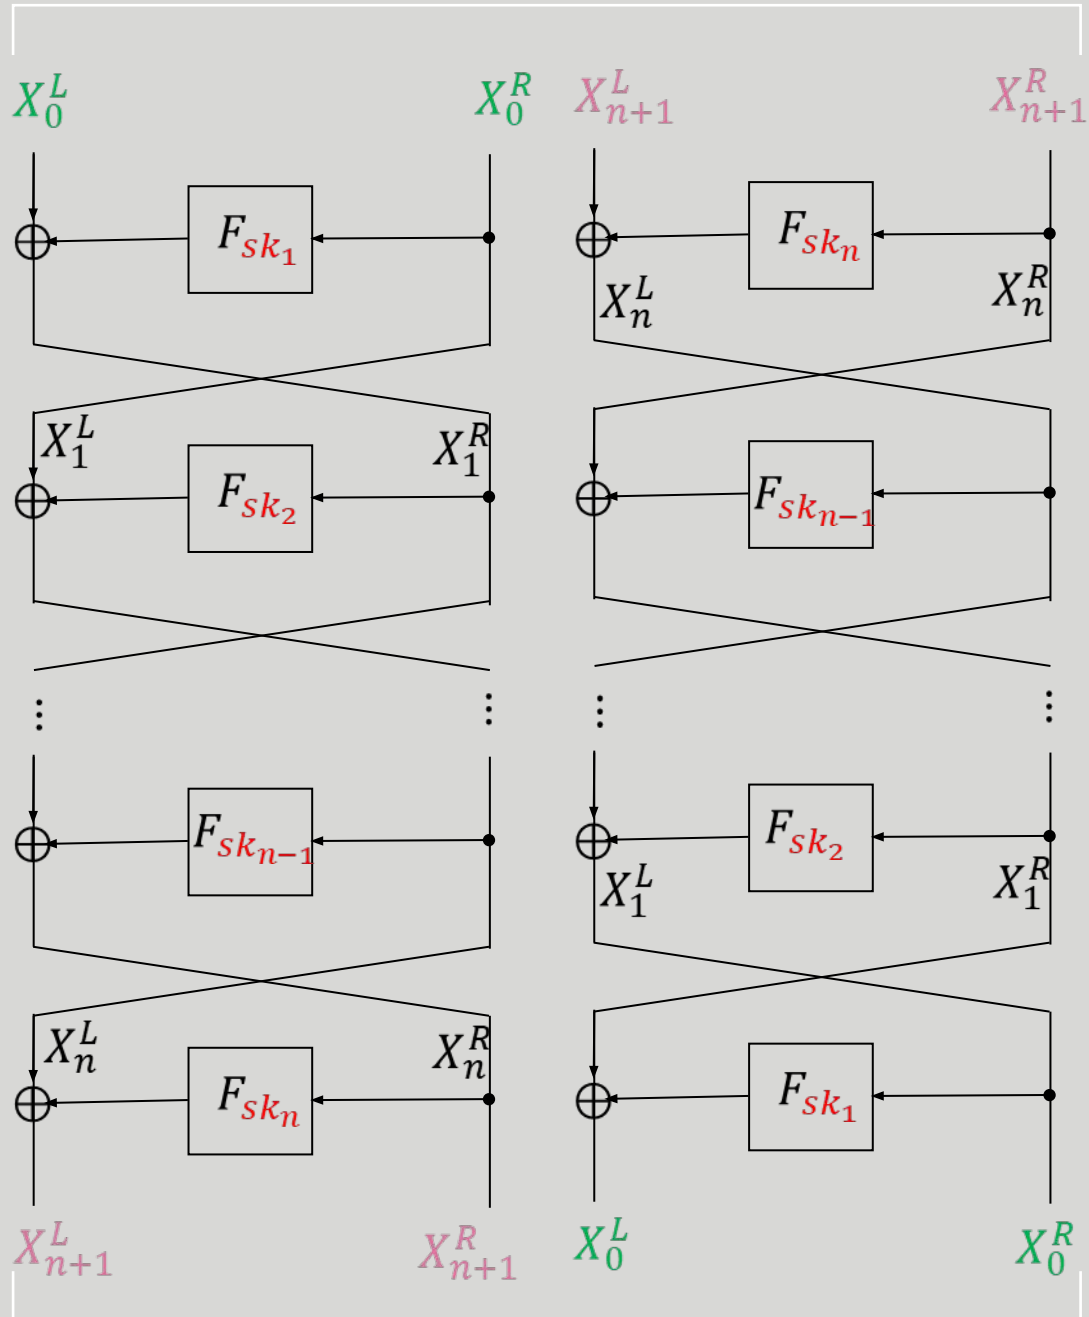 X_0^L X_0^R
F_{sk_1}
X_1^L X_1^R
F_{sk_2}
⋮ ⋮
F_{sk_{n-1}}
X_n^L X_n^R
F_{sk_n}
X_{n+1}^L X_{n+1}^R
X_{n+1}^L X_{n+1}^R
F_{sk_n}
X_n^L X_n^R
F_{sk_{n-1}}
⋮ ⋮
F_{sk_2}
X_1^L X_1^R
F_{sk_1}
X_0^L X_0^R